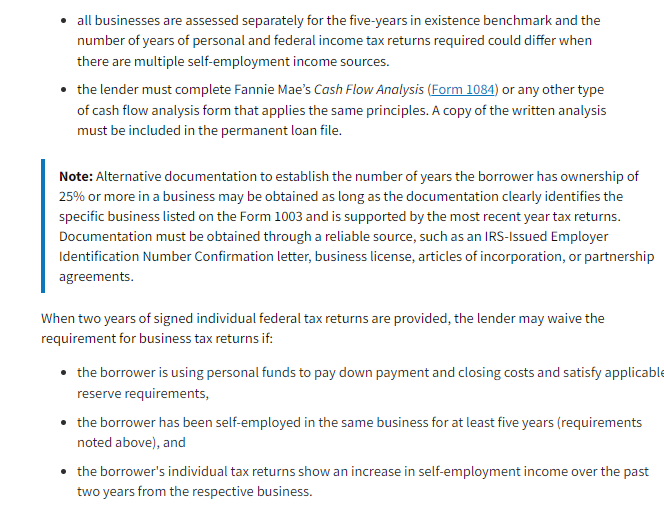 • all businesses are assessed separately for the five-years in existence benchmark and the
number of years of personal and federal income tax returns required could differ when
there are multiple self-employment income sources.
• the lender must complete Fannie Mae's Cash Flow Analysis (Form 1084) or any other type
of cash flow analysis form that applies the same principles. A copy of the written analysis
must be included in the permanent loan file.
Note: Alternative documentation to establish the number of years the borrower has ownership of
25% or more in a business may be obtained as long as the documentation clearly identifies the
specific business listed on the Form 1003 and is supported by the most recent year tax returns.
Documentation must be obtained through a reliable source, such as an IRS-Issued Employer
Identification Number Confirmation letter, business license, articles of incorporation, or partnership
agreements.
When two years of signed individual federal tax returns are provided, the lender may waive the
requirement for business tax returns if:
• the borrower is using personal funds to pay down payment and closing costs and satisfy applicable
reserve requirements,
• the borrower has been self-employed in the same business for at least five years (requirements
noted above), and
• the borrower's individual tax returns show an increase in self-employment income over the past
two years from the respective business.